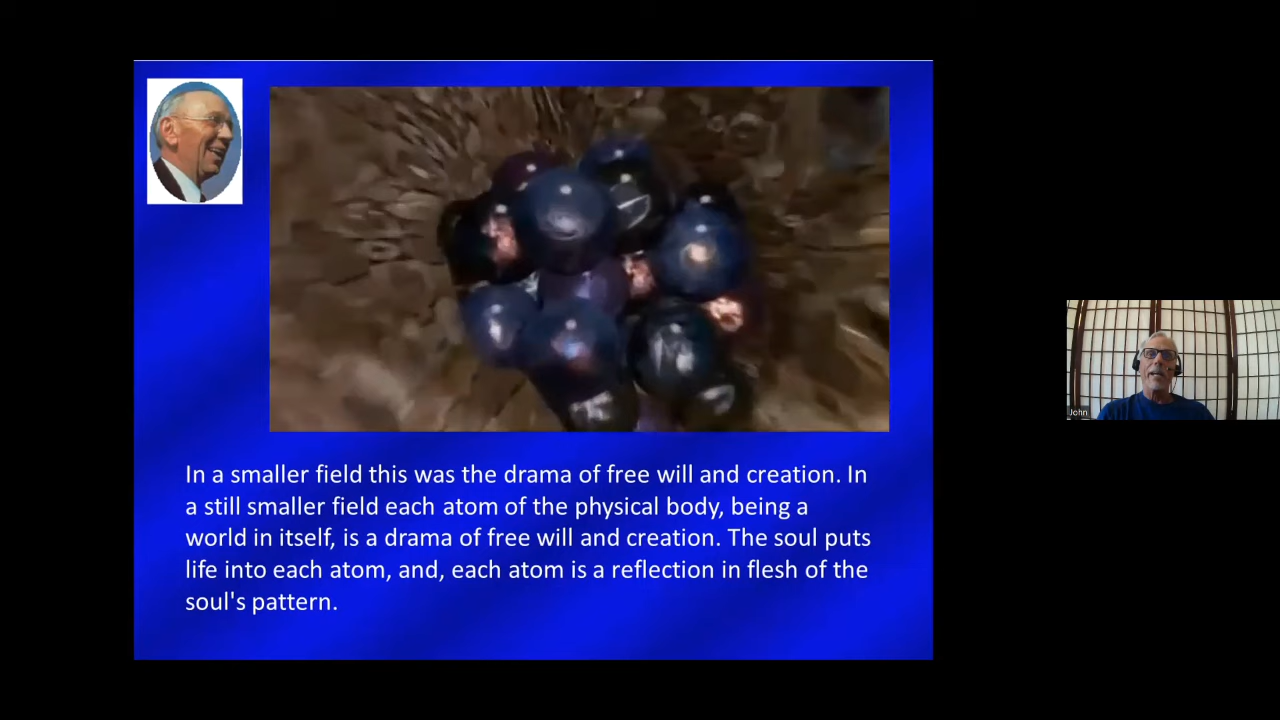 In a smaller field this was the drama of free will and creation. In
a still smaller field each atom of the physical body, being a
world in itself, is a drama of free will and creation. The soul puts
life into each atom, and, each atom is a reflection in flesh of the
soul's pattern.
John